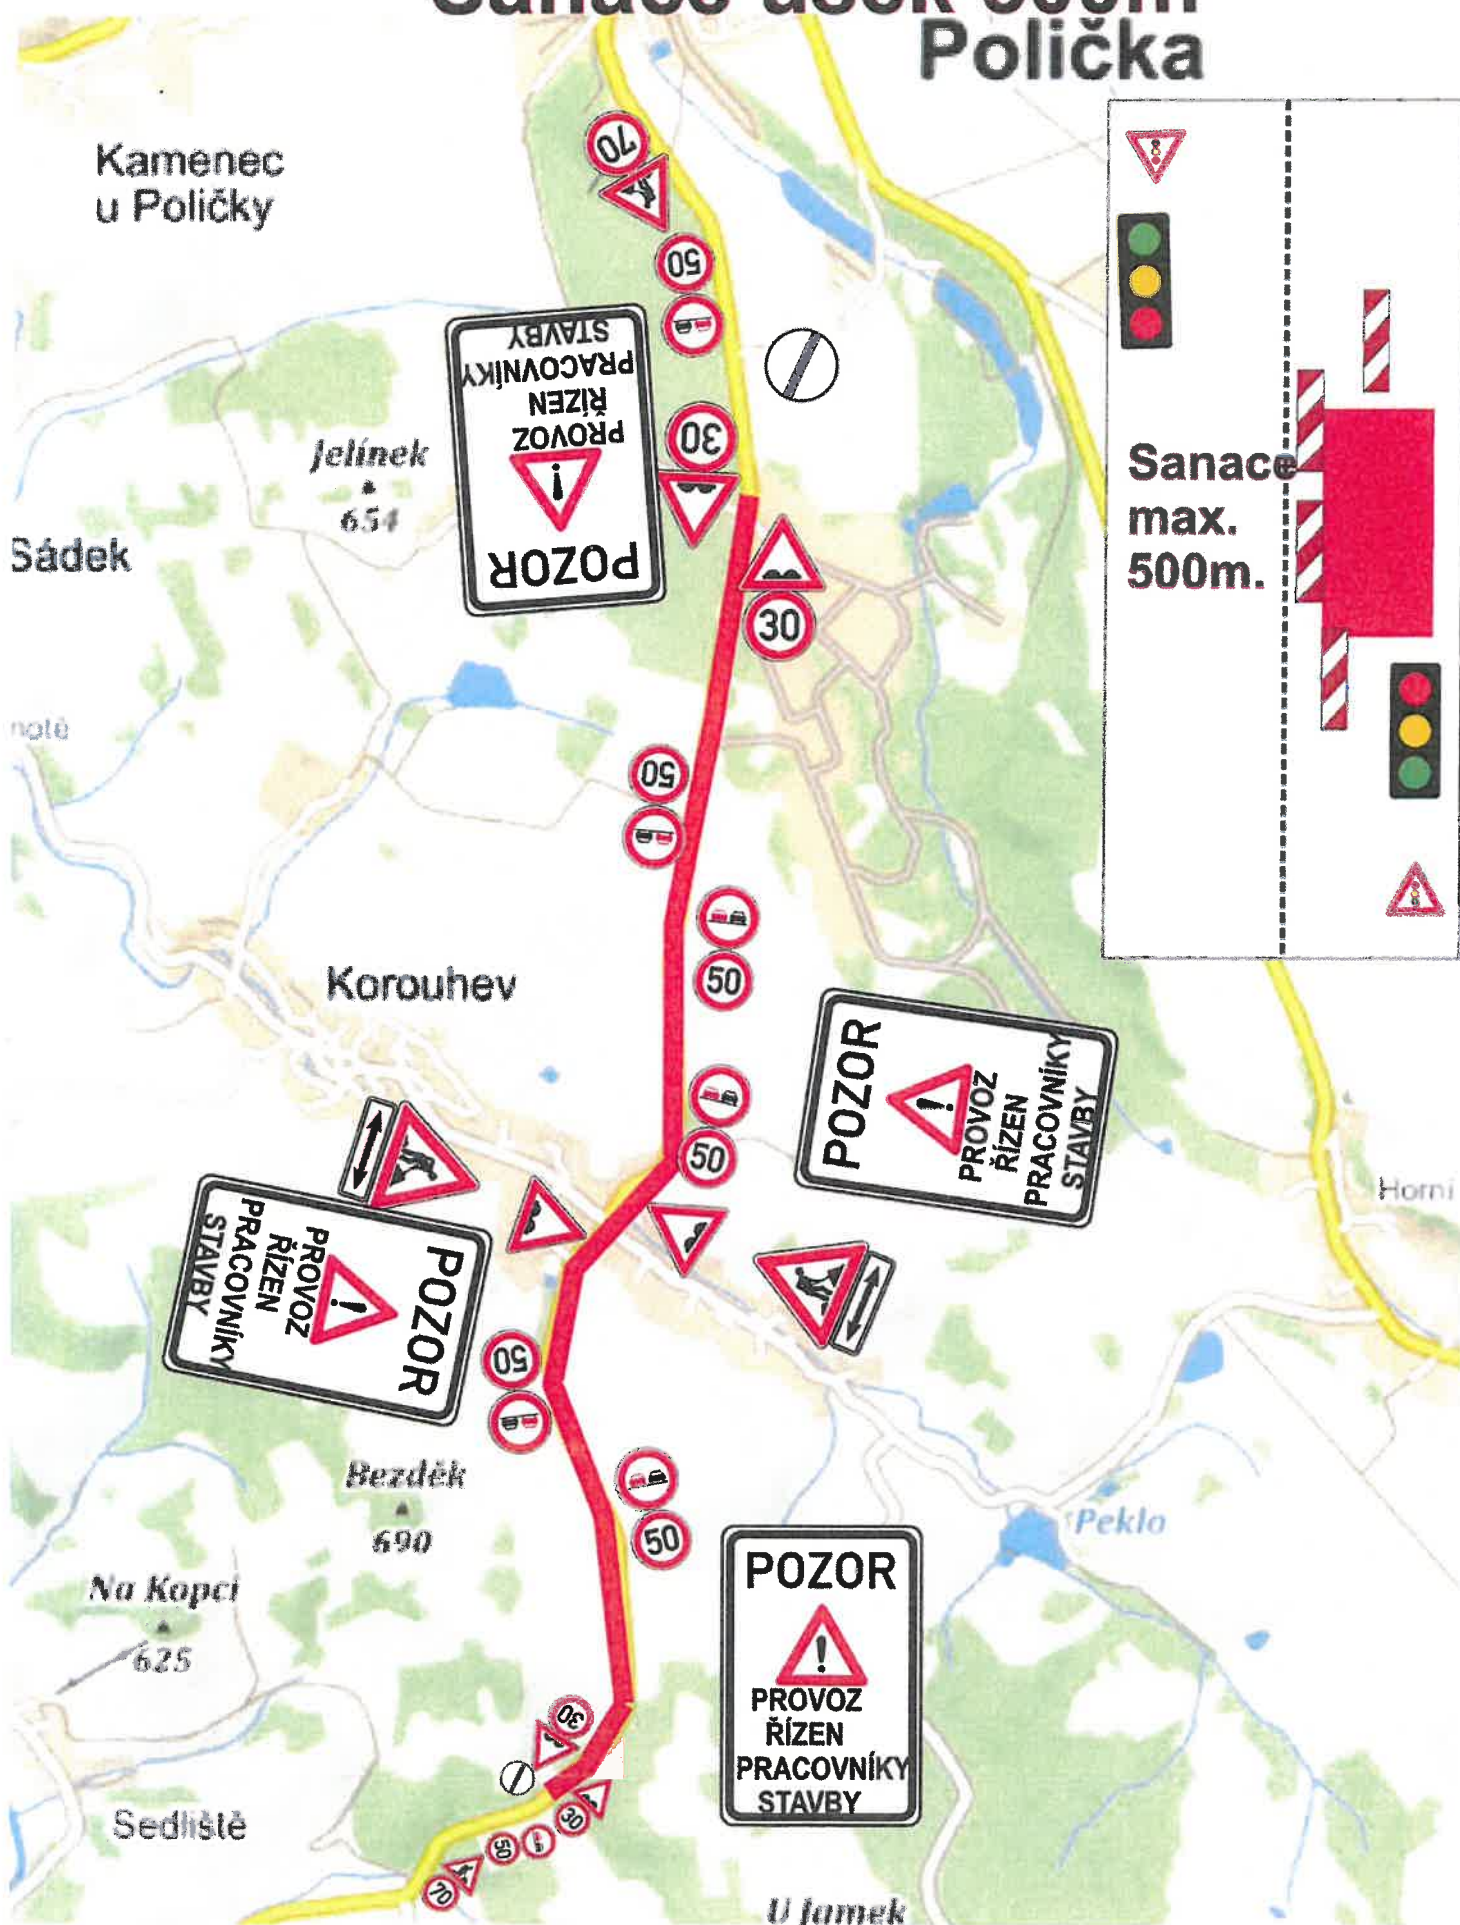 Polička
Kamenec
u Poličky
70
50
POZOR
PROVOZ
ŘÍZEN
PRACOVNÍKY
STAVBY
30
Jelínek
654
Sádek
30
Sanace
max.
500m.
50
50
Korouhev
POZOR
PROVOZ
ŘÍZEN
PRACOVNÍKY
STAVBY
50
Horní
POZOR
PROVOZ
ŘÍZEN
PRACOVNÍKY
STAVBY
50
Bezděk
690
50
Peklo
POZOR
PROVOZ
ŘÍZEN
PRACOVNÍKY
STAVBY
Na Kopci
625
30
Sedliště
30
50
70
U Jamek